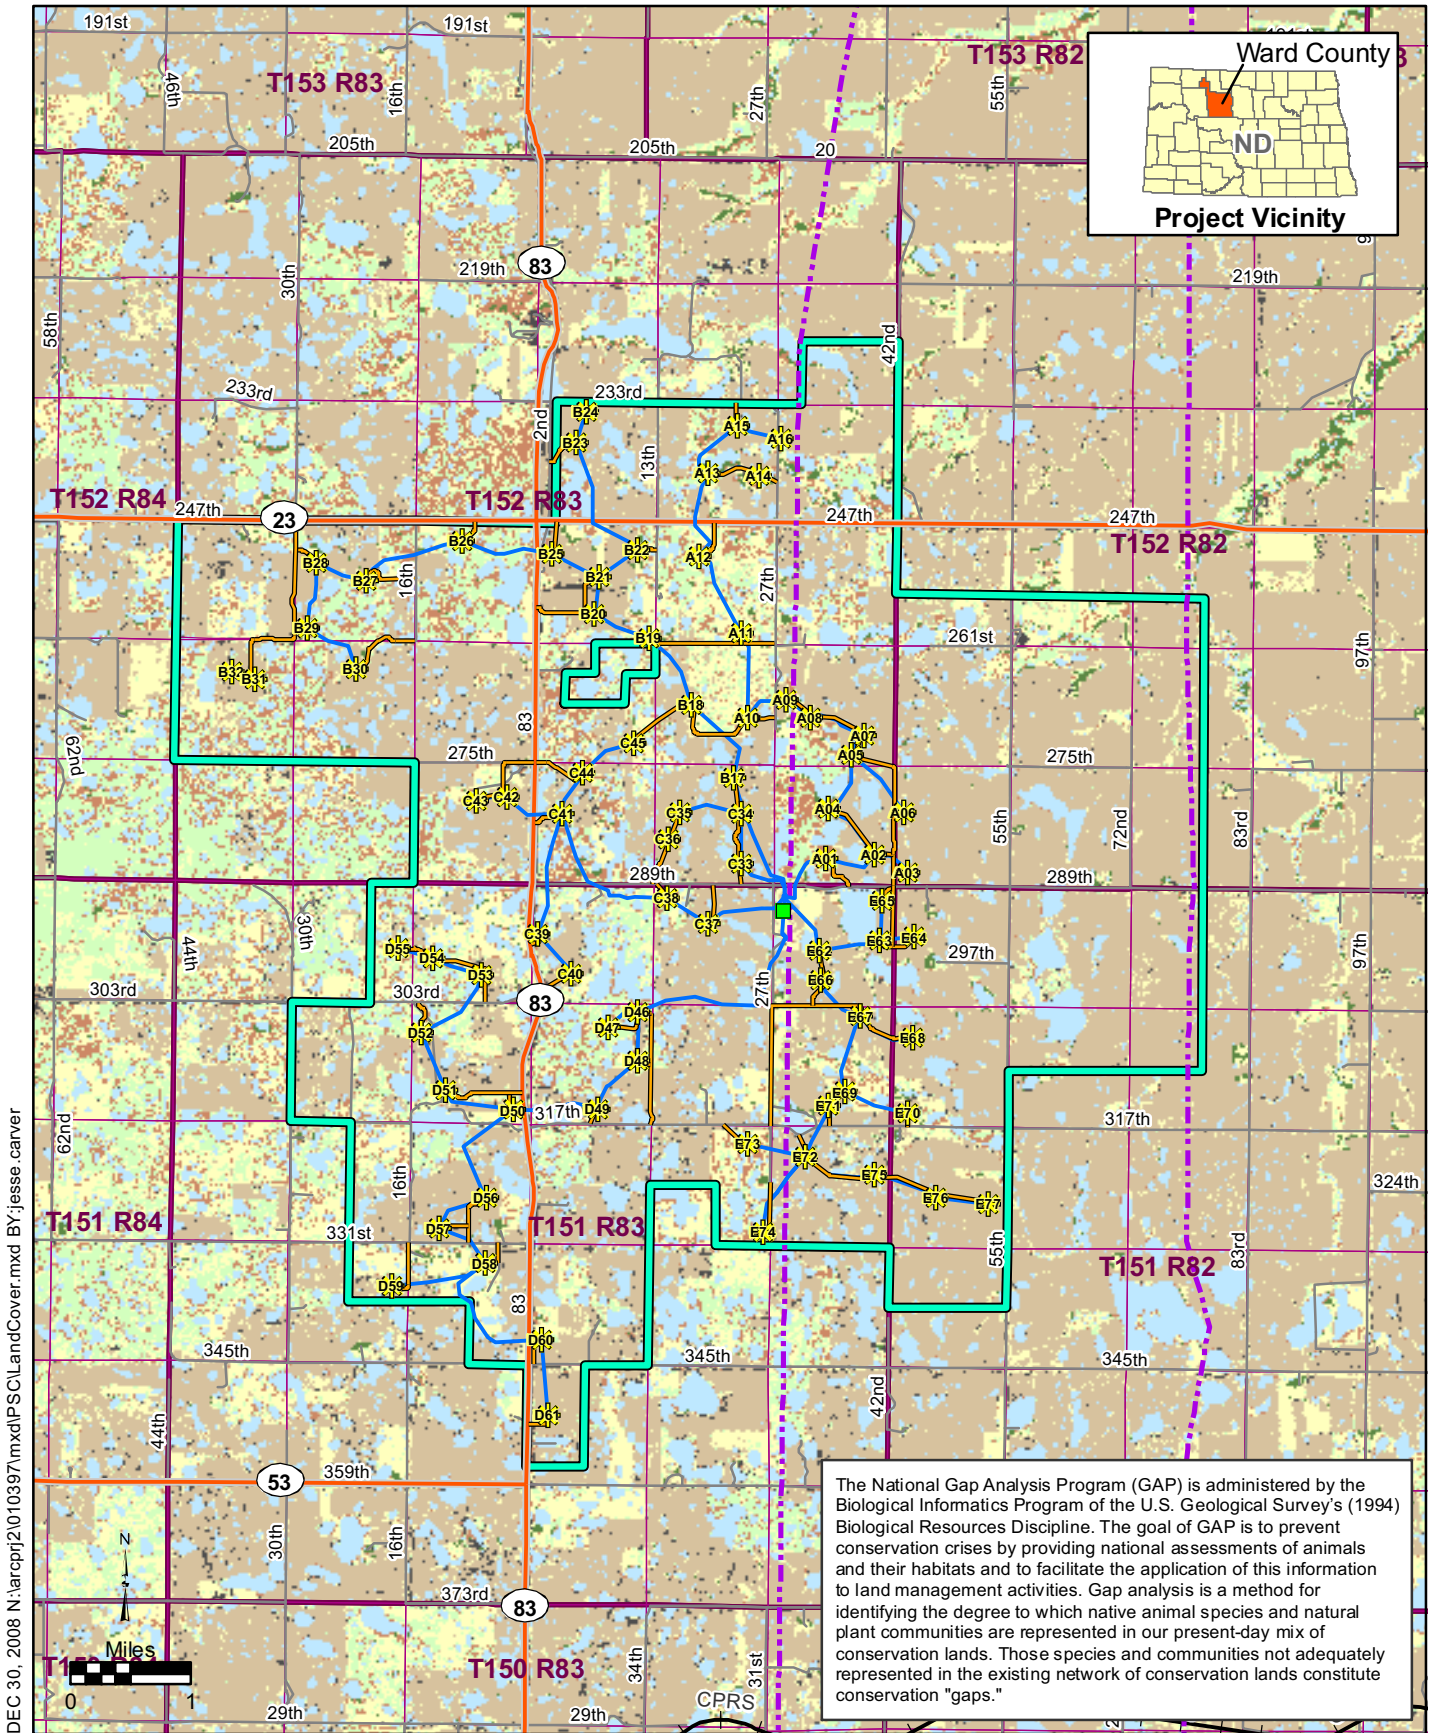 191st
191st
T153 R83
T153 R82
Ward County
ND
Project Vicinity
46th
16th
27th
55th
205th
205th
20
219th
83
219th
30th
58th
42nd
233rd
233rd
2nd
13th
B24
B23
A15
A16
A13
A14
T152 R84
247th
23
T152 R83
247th
247th
T152 R82
B28
B27
B26
16th
B25
B22
B21
B20
A12
27th
B29
B30
B32
B31
B19
A11
261st
97th
83
B18
A10
A09
A08
A07
A05
C45
62nd
275th
C44
275th
C43
C42
C41
B17
C35
C34
C36
A04
A06
55th
72nd
83rd
C33
A01
A02
A03
289th
289th
C38
C37
E65
E63
E64
E62
44th
30th
D55
D54
D53
C39
C40
297th
97th
303rd
303rd
83
27th
E66
D46
D47
D48
D52
E67
E68
D51
D50
317th
D49
E69
E71
E70
317th
62nd
16th
E73
E72
E75
E76
E77
324th
T151 R84
331st
D56
D57
D58
D59
T151 R83
E74
55th
83rd
T151 R82
83
D60
345th
345th
345th
44th
42nd
D61
53
359th
30th
16th
N
373rd
83
Miles
0
1
T150 R83
34th
31st
29th
29th
CPRS
The National Gap Analysis Program (GAP) is administered by the
Biological Informatics Program of the U.S. Geological Survey's (1994)
Biological Resources Discipline. The goal of GAP is to prevent
conservation crises by providing national assessments of animals
and their habitats and to facilitate the application of this information
to land management activities. Gap analysis is a method for
identifying the degree to which native animal species and natural
plant communities are represented in our present-day mix of
conservation lands. Those species and communities not adequately
represented in the existing network of conservation lands constitute
conservation "gaps."
DEC 30, 2008 N:\arcprj2\010397\mxd\PSC\LandCover.mxd BY:jesse.carver